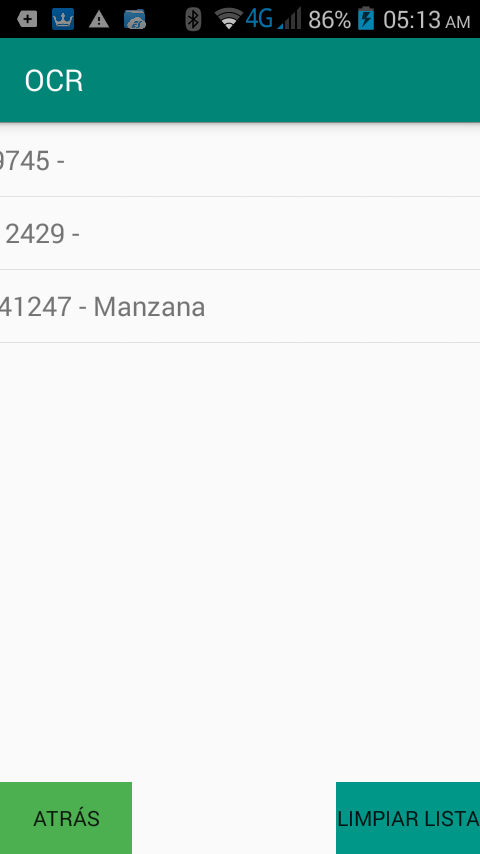 4G 86% 05:13 AM
OCR
9745 -
2429 -
41247 - Manzana
ATRÁS
LIMPIAR LISTA